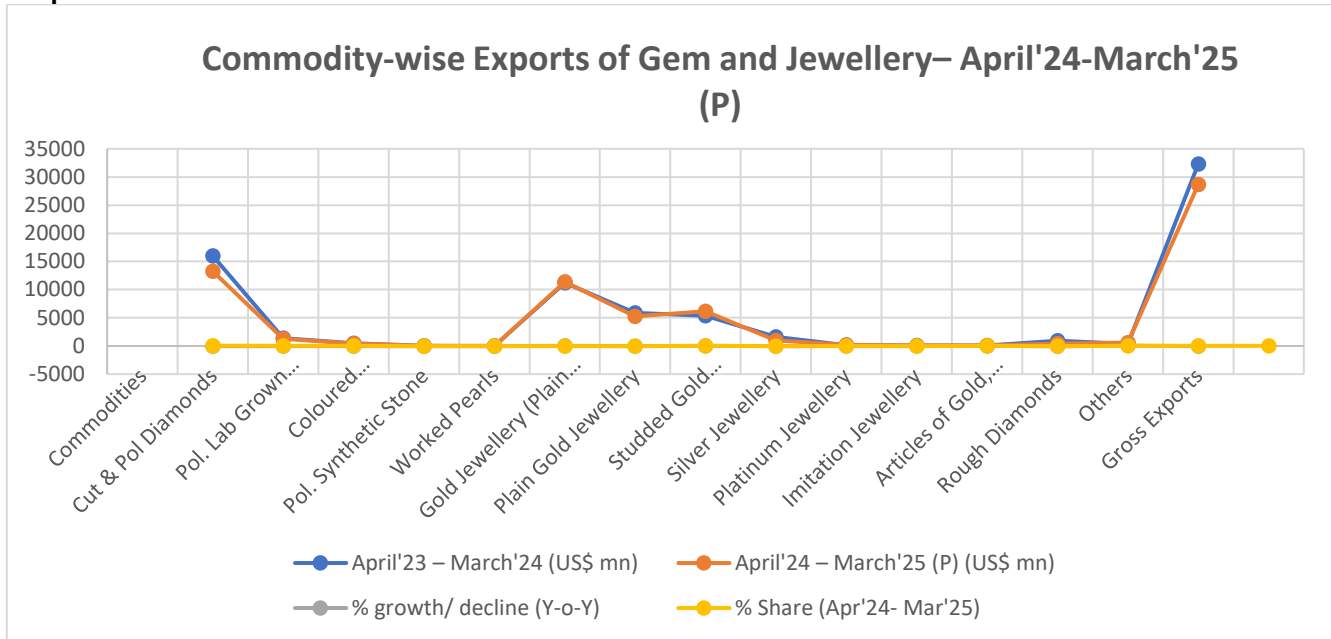 Commodity-wise Exports of Gem and Jewellery– April'24-March'25
(P)
35000
30000
25000
20000
15000
10000
5000
0
-5000
Commodities
Cut & Pol Diamonds
Pol. Lab Grown…
Coloured…
Pol. Synthetic Stone
Worked Pearls
Gold Jewellery (Plain…
Plain Gold Jewellery
Studded Gold…
Silver Jewellery
Platinum Jewellery
Imitation Jewellery
Articles of Gold,…
Rough Diamonds
Others
Gross Exports
April'23 – March'24 (US$ mn)
April'24 – March'25 (P) (US$ mn)
% growth/ decline (Y-o-Y)
% Share (Apr'24- Mar'25)